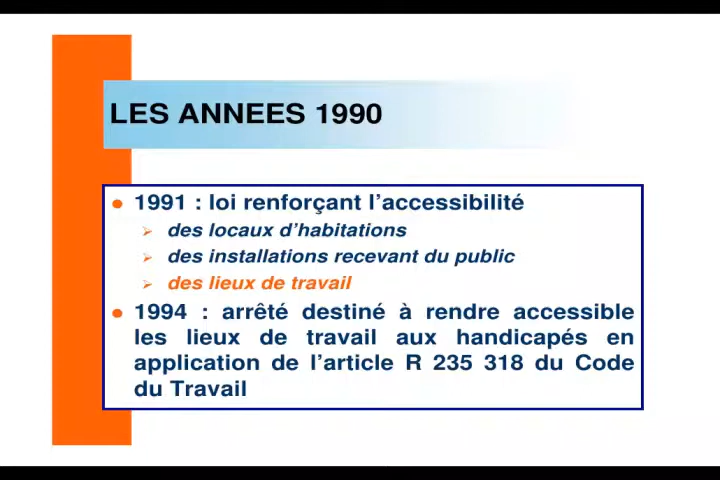 LES ANNEES 1990
1991 : loi renforçant l'accessibilité
des locaux d'habitations
des installations recevant du public
des lieux de travail
1994 : arrêté destiné à rendre accessible
les lieux de travail aux handicapés en
application de l'article R 235 318 du Code
du Travail